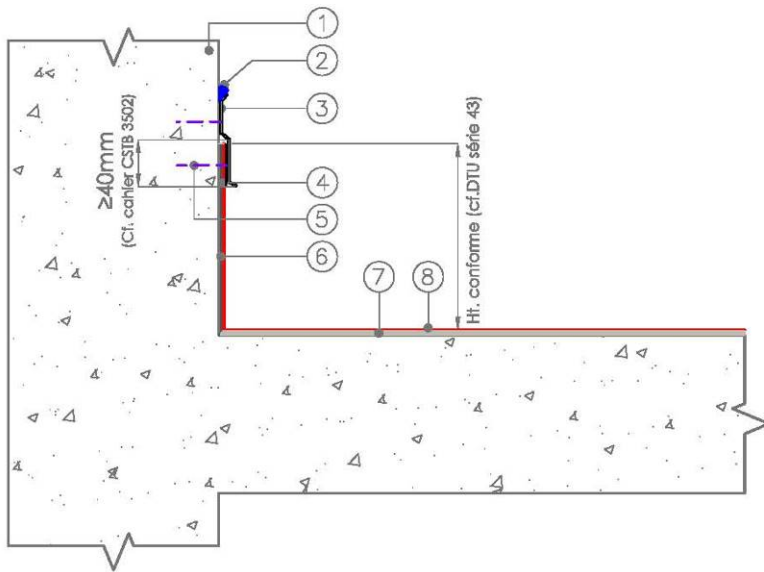 1
2
3
≥40mm
(Cf. cahier CSTB 3502)
Ht. conforme (cf.DTU série 43)
4
5
6
7
8